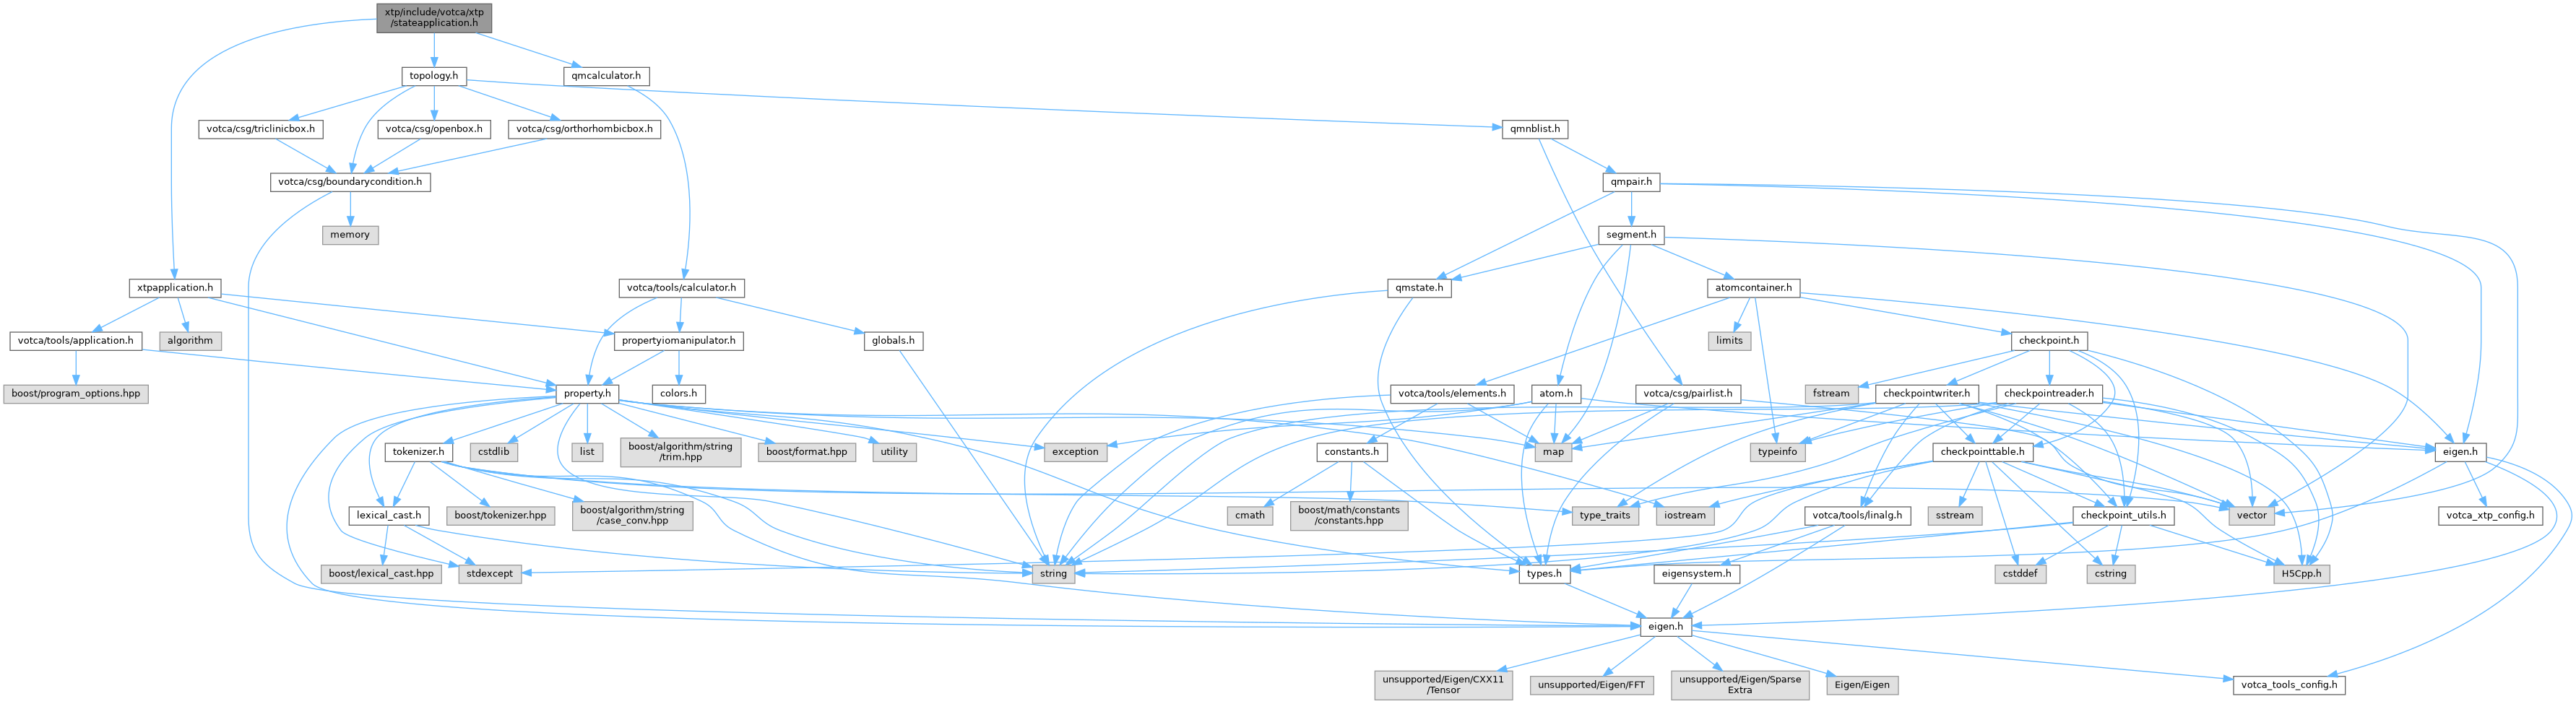 xtp/include/votca/xtp
/stateapplication.h
topology.h
qmcalculator.h
votca/csg/triclinicbox.h
votca/csg/openbox.h
votca/csg/orthorhombicbox.h
qmnblist.h
votca/csg/boundarycondition.h
qmpair.h
memory
segment.h
xtpapplication.h
votca/tools/calculator.h
qmstate.h
atomcontainer.h
votca/tools/application.h
algorithm
propertyiomanipulator.h
globals.h
limits
checkpoint.h
boost/program_options.hpp
property.h
colors.h
votca/tools/elements.h
atom.h
votca/csg/pairlist.h
fstream
checkpointwriter.h
checkpointreader.h
tokenizer.h
cstdlib
list
boost/algorithm/string
/trim.hpp
boost/format.hpp
utility
exception
constants.h
map
typeinfo
checkpointtable.h
eigen.h
lexical_cast.h
boost/tokenizer.hpp
boost/algorithm/string
/case_conv.hpp
cmath
boost/math/constants
/constants.hpp
type_traits
iostream
votca/tools/linalg.h
sstream
checkpoint_utils.h
vector
votca_xtp_config.h
boost/lexical_cast.hpp
stdexcept
string
types.h
eigensystem.h
cstddef
cstring
H5Cpp.h
eigen.h
unsupported/Eigen/CXX11
/Tensor
unsupported/Eigen/FFT
unsupported/Eigen/Sparse
Extra
Eigen/Eigen
votca_tools_config.h